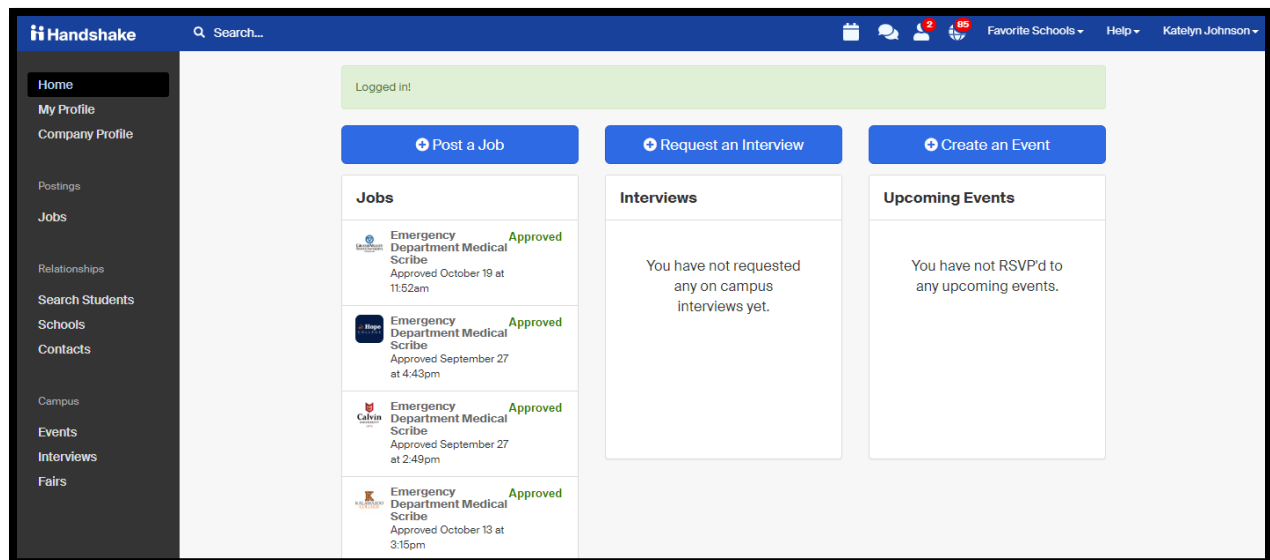 Handshake
Search...
2
85
Favorite Schools
Help
Katelyn Johnson
Home
My Profile
Company Profile
Postings
Jobs
Relationships
Search Students
Schools
Contacts
Campus
Events
Interviews
Fairs
Logged in!
Post a Job
Request an Interview
Create an Event
Jobs
Emergency
Department Medical
Scribe
Approved
Approved October 19 at
11:52am
Hope
COLLEGE
Emergency
Department Medical
Scribe
Approved
Approved September 27
at 4:43pm
Calvin
Emergency
Department Medical
Scribe
Approved
Approved September 27
at 2:49pm
Emergency
Department Medical
Scribe
Approved
Approved October 13 at
3:15pm
Interviews
You have not requested
any on campus
interviews yet.
Upcoming Events
You have not RSVP'd to
any upcoming events.